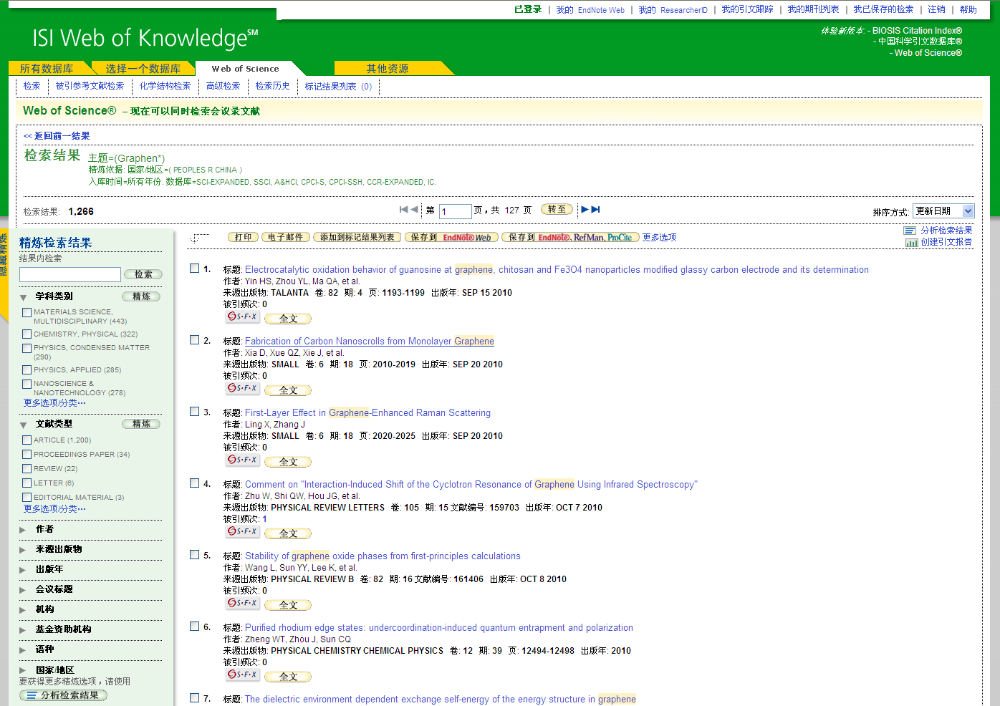 已登录 | 我的 EndNote Web | 我的 ResearcherID | 我的引文跟踪 | 我的期刊列表 | 我已保存的检索 | 注销 | 帮助
ISI Web of Knowledge℠
体验新版本: - BIOSIS Citation Index®
- 中国科学引文数据库®
- Web of Science®
所有数据库 选择一个数据库 Web of Science 其他资源
检索 被引参考文献检索 化学结构检索 高级检索 检索历史 标记结果列表 (0)
Web of Science® – 现在可以同时检索会议录文献
<< 返回前一结果
检索结果 主题=(Graphen*)
精炼依据: 国家/地区=( PEOPLES R CHINA )
入库时间=所有年份. 数据库=SCI-EXPANDED, SSCI, A&HCI, CPCI-S, CPCI-SSH, CCR-EXPANDED, IC.
检索结果: 1,266 第 1 页，共 127 页 转至 排序方式: 更新日期
隐藏精炼
精炼检索结果
结果内检索
检索
学科类别 精炼
MATERIALS SCIENCE, MULTIDISCIPLINARY (443)
CHEMISTRY, PHYSICAL (322)
PHYSICS, CONDENSED MATTER (290)
PHYSICS, APPLIED (285)
NANOSCIENCE & NANOTECHNOLOGY (278)
更多选项/分类…
文献类型 精炼
ARTICLE (1,200)
PROCEEDINGS PAPER (34)
REVIEW (22)
LETTER (6)
EDITORIAL MATERIAL (3)
更多选项/分类…
作者
来源出版物
出版年
会议标题
机构
基金资助机构
语种
国家/地区
要获得更多精炼选项，请使用
分析检索结果
打印 电子邮件 添加到标记结果列表 保存到 EndNote Web 保存到 EndNote, RefMan, ProCite 更多选项
分析检索结果
创建引文报告
1. 标题: Electrocatalytic oxidation behavior of guanosine at graphene, chitosan and Fe3O4 nanoparticles modified glassy carbon electrode and its determination
作者: Yin HS, Zhou YL, Ma QA, et al.
来源出版物: TALANTA 卷: 82 期: 4 页: 1193-1199 出版年: SEP 15 2010
被引频次: 0
S·F·X 全文
2. 标题: Fabrication of Carbon Nanoscrolls from Monolayer Graphene
作者: Xia D, Xue QZ, Xie J, et al.
来源出版物: SMALL 卷: 6 期: 18 页: 2010-2019 出版年: SEP 20 2010
被引频次: 0
S·F·X 全文
3. 标题: First-Layer Effect in Graphene-Enhanced Raman Scattering
作者: Ling X, Zhang J
来源出版物: SMALL 卷: 6 期: 18 页: 2020-2025 出版年: SEP 20 2010
被引频次: 0
S·F·X 全文
4. 标题: Comment on "Interaction-Induced Shift of the Cyclotron Resonance of Graphene Using Infrared Spectroscopy"
作者: Zhu W, Shi QW, Hou JG, et al.
来源出版物: PHYSICAL REVIEW LETTERS 卷: 105 期: 15 文献编号: 159703 出版年: OCT 7 2010
被引频次: 1
S·F·X 全文
5. 标题: Stability of graphene oxide phases from first-principles calculations
作者: Wang L, Sun YY, Lee K, et al.
来源出版物: PHYSICAL REVIEW B 卷: 82 期: 16 文献编号: 161406 出版年: OCT 8 2010
被引频次: 0
S·F·X 全文
6. 标题: Purified rhodium edge states: undercoordination-induced quantum entrapment and polarization
作者: Zheng WT, Zhou J, Sun CQ
来源出版物: PHYSICAL CHEMISTRY CHEMICAL PHYSICS 卷: 12 期: 39 页: 12494-12498 出版年: 2010
被引频次: 0
S·F·X 全文
7. 标题: The dielectric environment dependent exchange self-energy of the energy structure in graphene